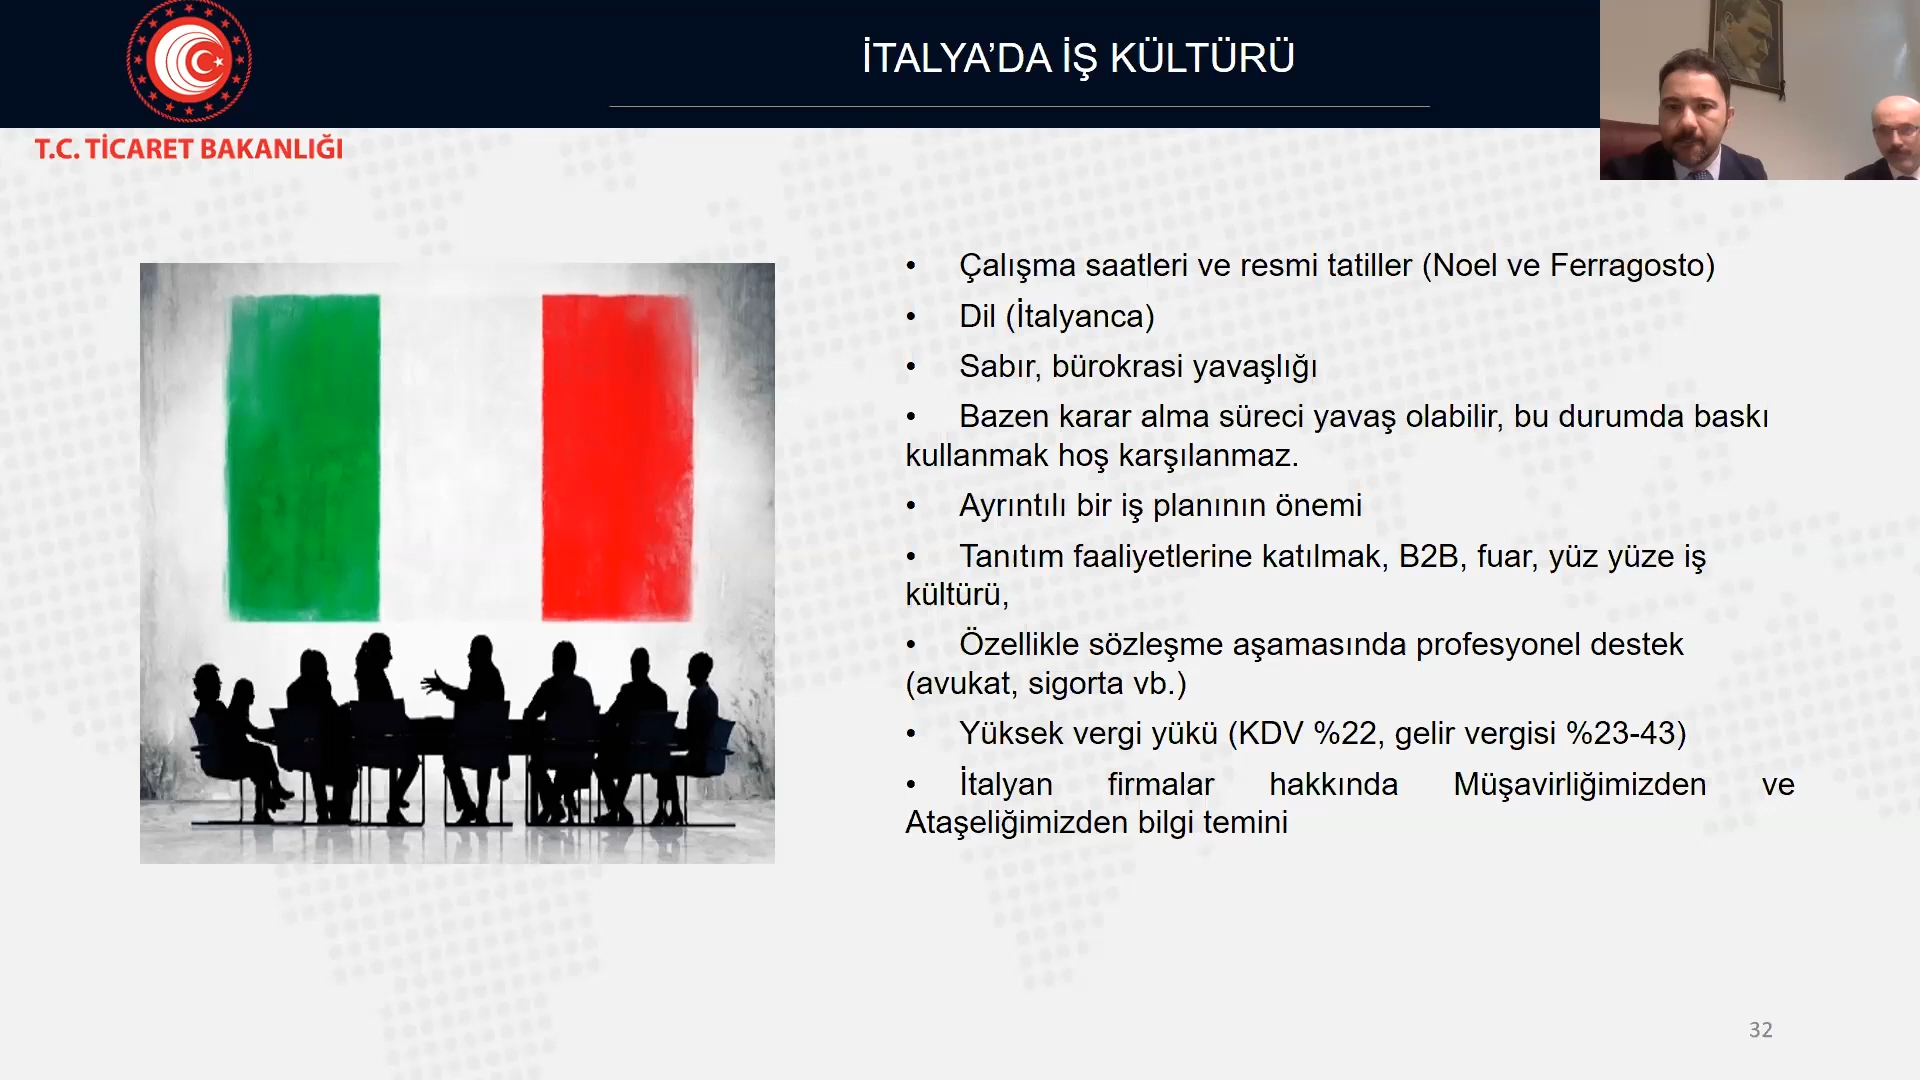 İTALYA’DA İŞ KÜLTÜRÜ
T.C. TİCARET BAKANLIĞI
• Çalışma saatleri ve resmi tatiller (Noel ve Ferragosto)
• Dil (İtalyanca)
• Sabır, bürokrasi yavaşlığı
• Bazen karar alma süreci yavaş olabilir, bu durumda baskı
kullanmak hoş karşılanmaz.
• Ayrıntılı bir iş planının önemi
• Tanıtım faaliyetlerine katılmak, B2B, fuar, yüz yüze iş
kültürü,
• Özellikle sözleşme aşamasında profesyonel destek
(avukat, sigorta vb.)
• Yüksek vergi yükü (KDV %22, gelir vergisi %23-43)
• İtalyan firmalar hakkında Müşavirliğimizden ve
Ataşeliğimizden bilgi temini
32